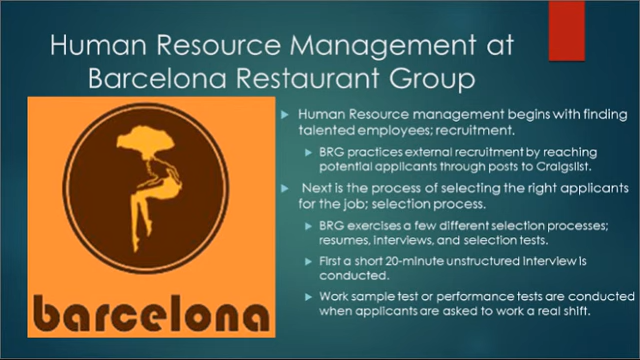 Human Resource Management at
Barcelona Restaurant Group
barcelona
Human Resource management begins with finding
talented employees; recruitment.
BRG practices external recruitment by reaching
potential applicants through posts to Craigslist.
Next is the process of selecting the right applicants
for the job; selection process.
BRG exercises a few different selection processes;
resumes, interviews, and selection tests.
First a short 20-minute unstructured interview is
conducted.
Work sample test or performance tests are conducted
when applicants are asked to work a real shift.